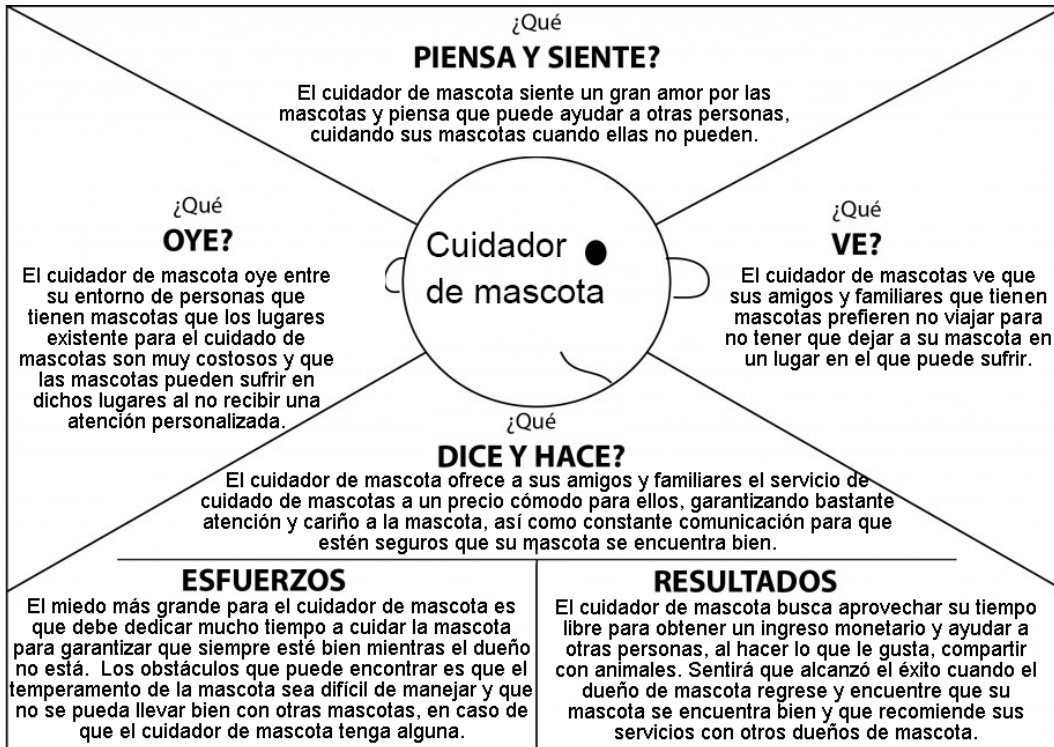 ¿Qué
PIENSA Y SIENTE?
El cuidador de mascota siente un gran amor por las
mascotas y piensa que puede ayudar a otras personas,
cuidando sus mascotas cuando ellas no pueden.
¿Qué
OYE?
El cuidador de mascota oye entre
su entorno de personas que
tienen mascotas que los lugares
existente para el cuidado de
mascotas son muy costosos y que
las mascotas pueden sufrir en
dichos lugares al no recibir una
atención personalizada.
Cuidador
de mascota
¿Qué
VE?
El cuidador de mascotas ve que
sus amigos y familiares que tienen
mascotas prefieren no viajar para
no tener que dejar a su mascota en
un lugar en el que puede sufrir.
¿Qué
DICE Y HACE?
El cuidador de mascota ofrece a sus amigos y familiares el servicio de
cuidado de mascotas a un precio cómodo para ellos, garantizando bastante
atención y cariño a la mascota, así como constante comunicación para que
estén seguros que su mascota se encuentra bien.
ESFUERZOS
El miedo más grande para el cuidador de mascota es
que debe dedicar mucho tiempo a cuidar la mascota
para garantizar que siempre esté bien mientras el dueño
no está. Los obstáculos que puede encontrar es que el
temperamento de la mascota sea difícil de manejar y que
no se pueda llevar bien con otras mascotas, en caso de
que el cuidador de mascota tenga alguna.
RESULTADOS
El cuidador de mascota busca aprovechar su tiempo
libre para obtener un ingreso monetario y ayudar a
otras personas, al hacer lo que le gusta, compartir
con animales. Sentirá que alcanzó el éxito cuando el
dueño de mascota regrese y encuentre que su
mascota se encuentra bien y que recomiende sus
servicios con otros dueños de mascota.